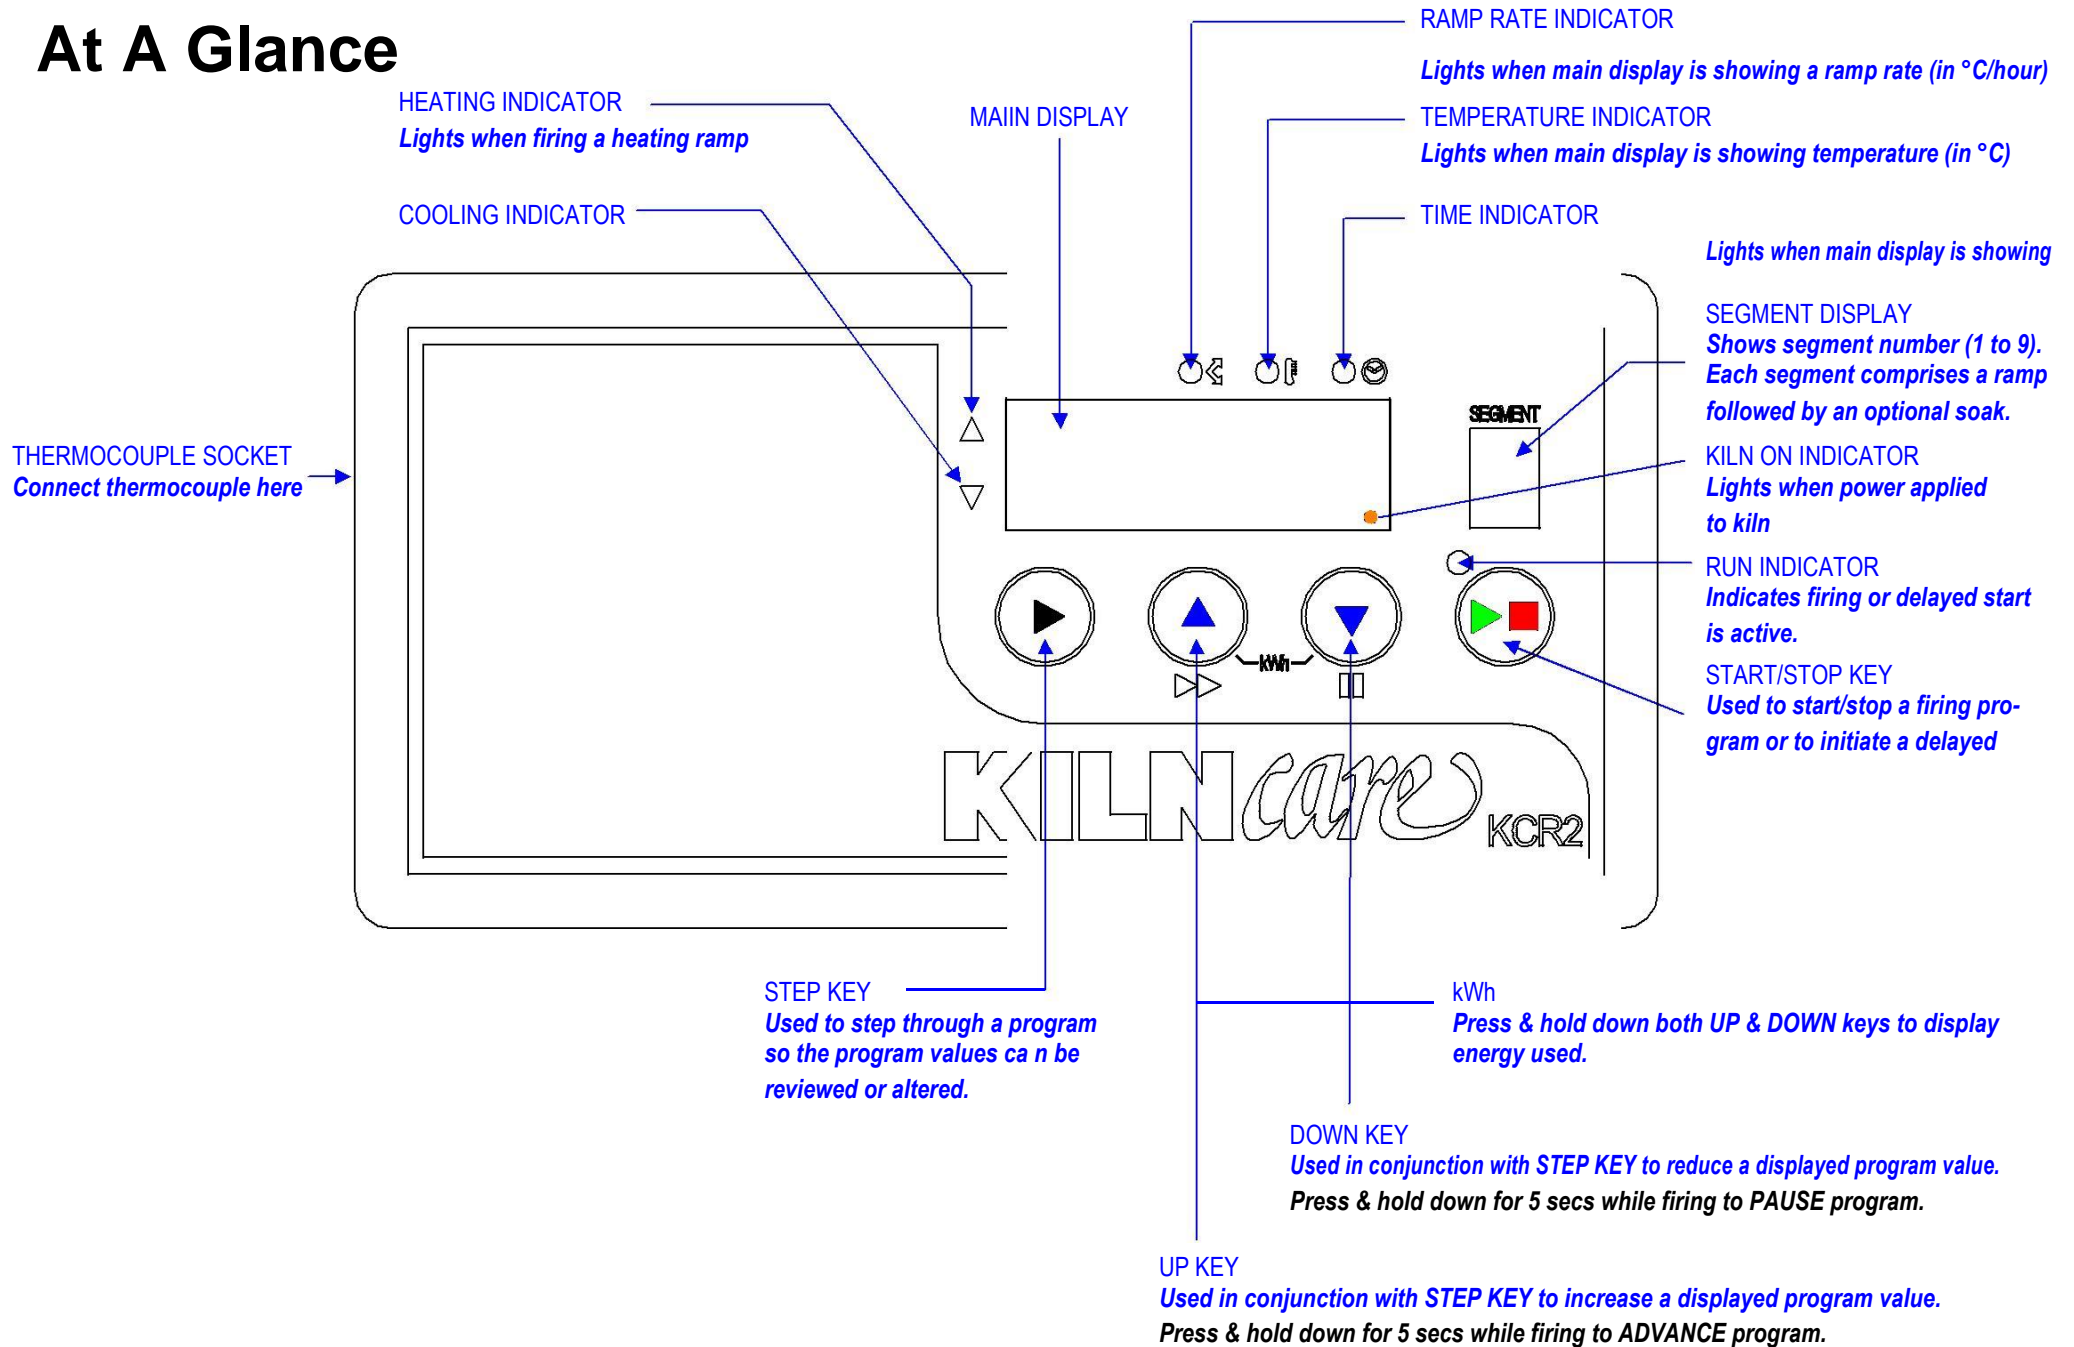 At A Glance
RAMP RATE INDICATOR
Lights when main display is showing a ramp rate (in °C/hour)
HEATING INDICATOR
Lights when firing a heating ramp
MAIIN DISPLAY
TEMPERATURE INDICATOR
Lights when main display is showing temperature (in °C)
COOLING INDICATOR
TIME INDICATOR
Lights when main display is showing
SEGMENT DISPLAY
Shows segment number (1 to 9).
Each segment comprises a ramp
followed by an optional soak.
SEGMENT
THERMOCOUPLE SOCKET
Connect thermocouple here
KILN ON INDICATOR
Lights when power applied
to kiln
RUN INDICATOR
Indicates firing or delayed start
is active.
kWh
START/STOP KEY
Used to start/stop a firing pro-
gram or to initiate a delayed
KILNcare KCR2
STEP KEY
Used to step through a program
so the program values ca n be
reviewed or altered.
kWh
Press & hold down both UP & DOWN keys to display
energy used.
DOWN KEY
Used in conjunction with STEP KEY to reduce a displayed program value.
Press & hold down for 5 secs while firing to PAUSE program.
UP KEY
Used in conjunction with STEP KEY to increase a displayed program value.
Press & hold down for 5 secs while firing to ADVANCE program.